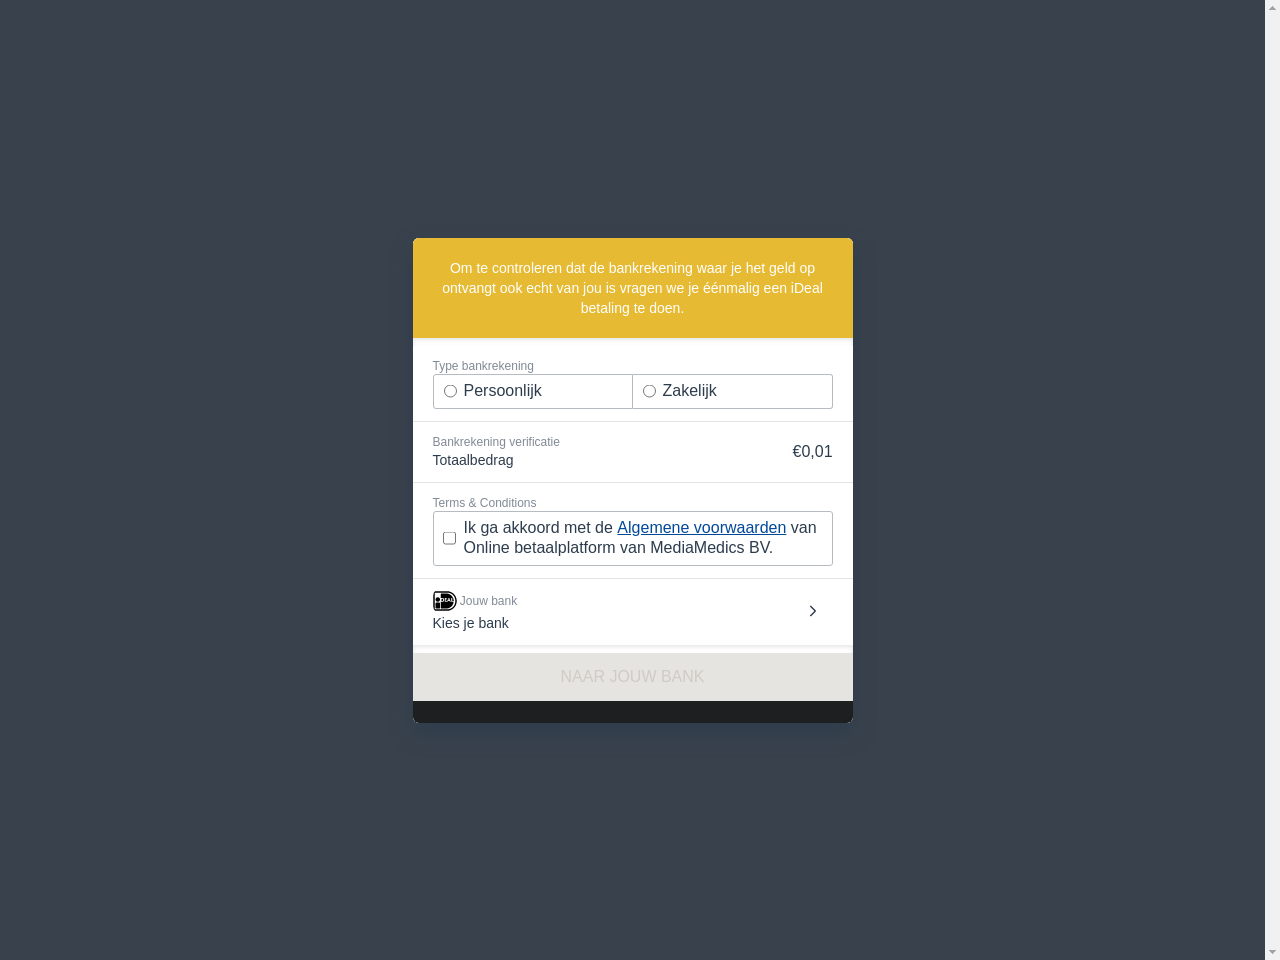 Om te controleren dat de bankrekening waar je het geld op
ontvangt ook echt van jou is vragen we je éénmalig een iDeal
betaling te doen.
Type bankrekening
Persoonlijk
Zakelijk
Bankrekening verificatie
Totaalbedrag
€0,01
Terms & Conditions
Ik ga akkoord met de Algemene voorwaarden van
Online betaalplatform van MediaMedics BV.
iDEAL Jouw bank
Kies je bank
NAAR JOUW BANK